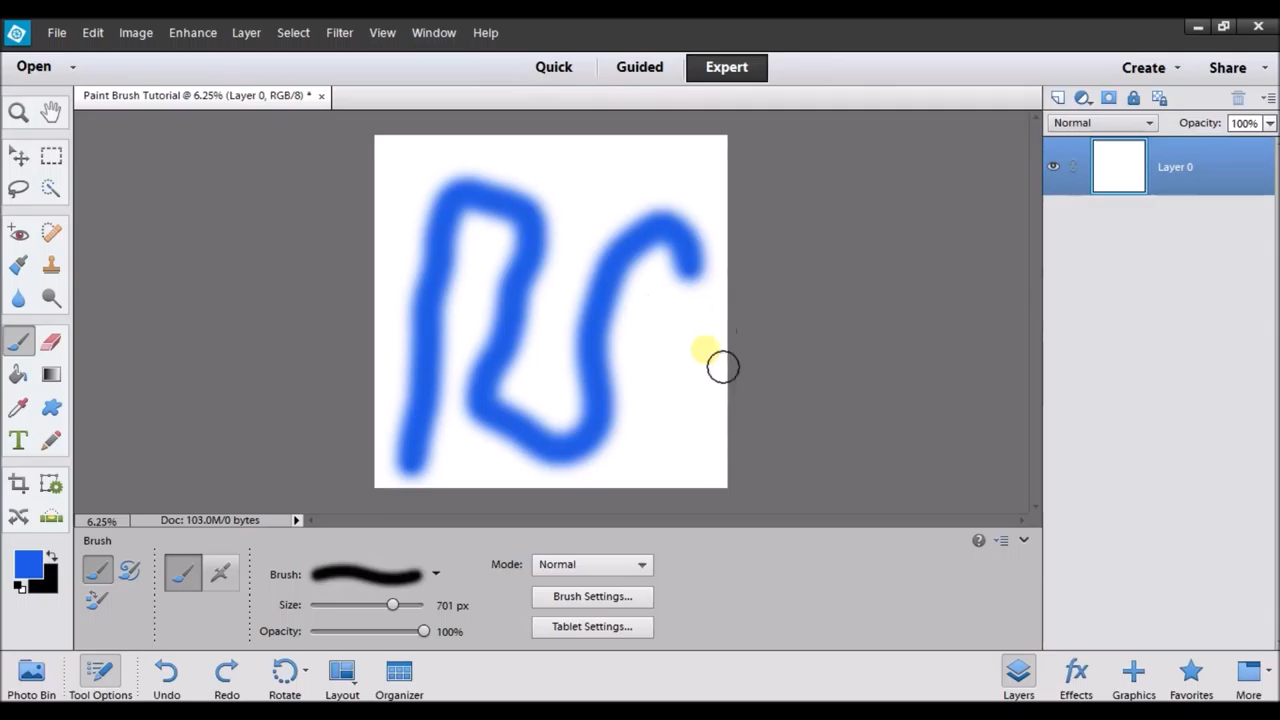 File Edit Image Enhance Layer Select Filter View Window Help
Open Quick Guided Expert Create Share
Paint Brush Tutorial @ 6.25% (Layer 0, RGB/8) * ×
Normal Opacity: 100%
Layer 0
6.25% Doc: 103.0M/0 bytes
Brush
Brush: Mode: Normal
Size: 701 px Brush Settings...
Opacity: 100% Tablet Settings...
Photo Bin Tool Options Undo Redo Rotate Layout Organizer Layers Effects Graphics Favorites More